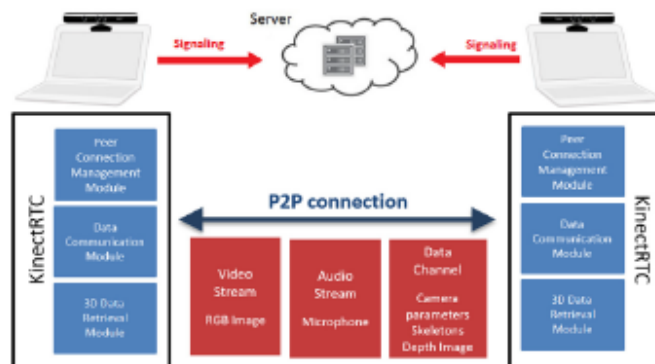 Server
Signaling
Signaling
KinectRTC
Peer
Connection
Management
Module
Data
Communication
Module
3D Data
Retrieval
Module
P2P connection
Video
Stream
RGB Image
Audio
Stream
Microphone
Data
Channel
Camera
parameters
Skeletons
Depth Image
Peer
Connection
Management
Module
Data
Communication
Module
3D Data
Retrieval
Module
KinectRTC